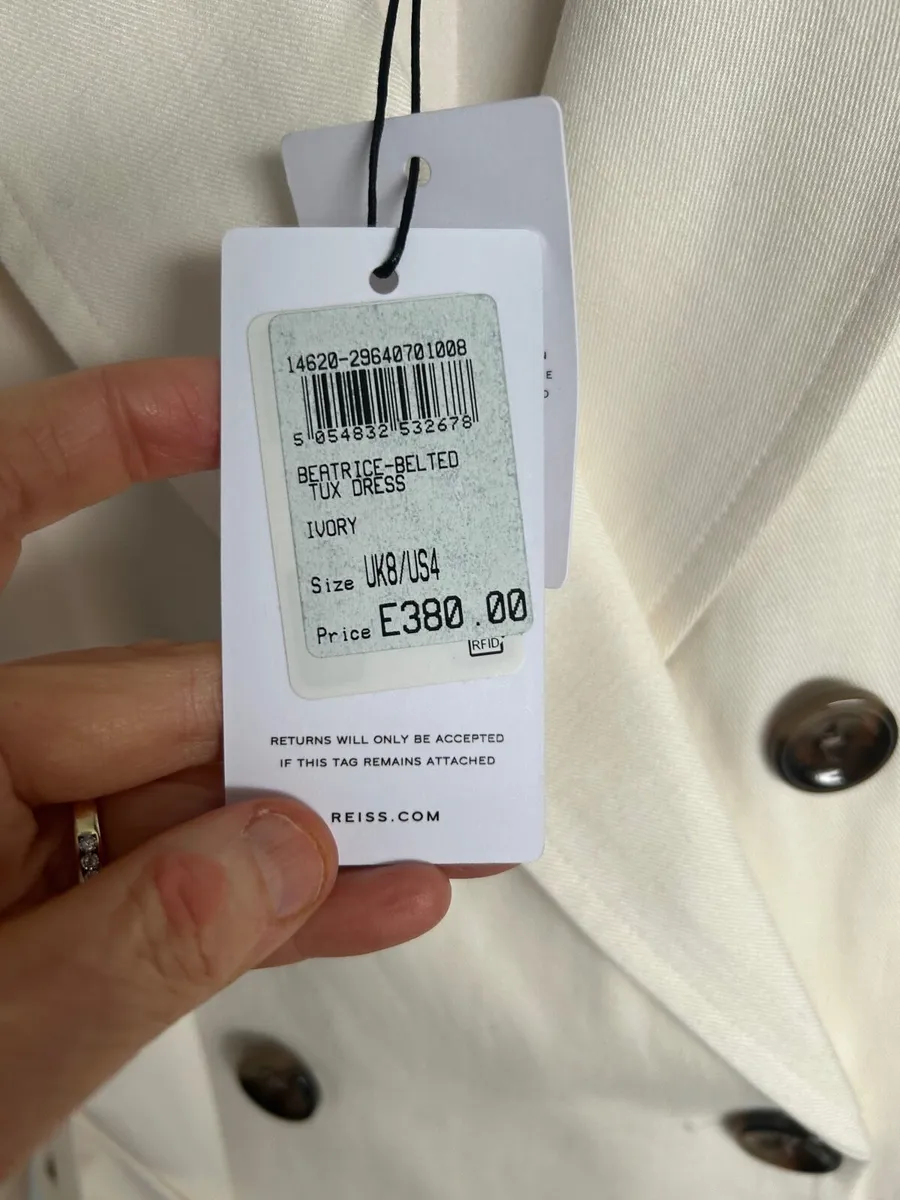 14620-29640701008
5 054832 532678
BEATRICE-BELTED
TUX DRESS
IVORY
Size UK8/US4
Price E380.00
RFID
RETURNS WILL ONLY BE ACCEPTED
IF THIS TAG REMAINS ATTACHED
REISS.COM